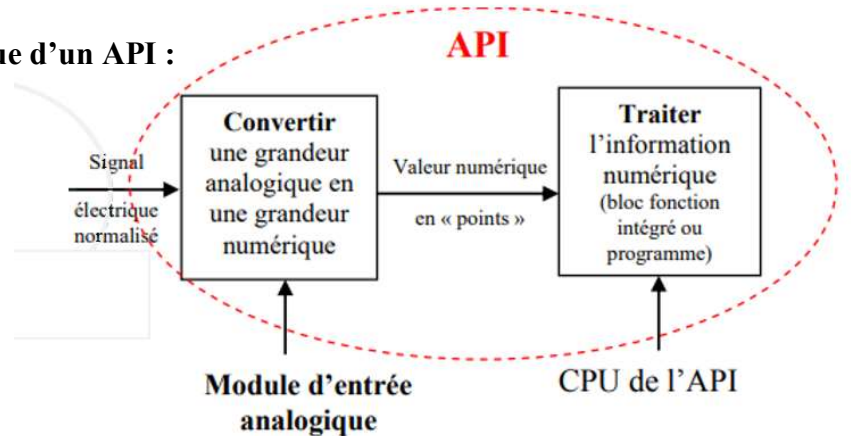 ue d’un API :
API
Convertir
une grandeur
analogique en
une grandeur
numérique
Signal
électrique
normalisé
Valeur numérique
en « points »
Traiter
l’information
numérique
(bloc fonction
intégré ou
programme)
Module d’entrée
analogique
CPU de l’API